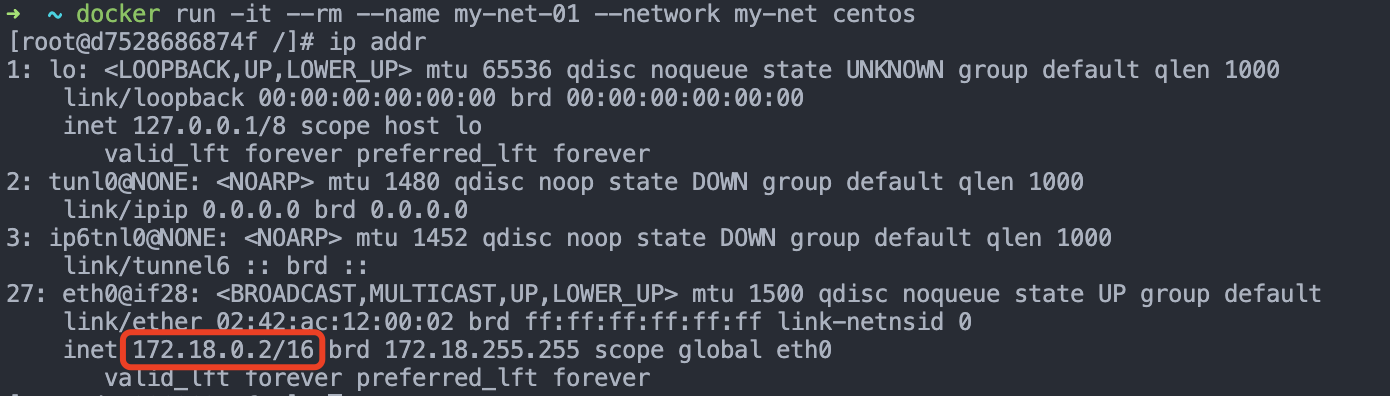 ➜ ~ docker run -it --rm --name my-net-01 --network my-net centos
[root@d7528686874f /]# ip addr
1: lo: <LOOPBACK,UP,LOWER_UP> mtu 65536 qdisc noqueue state UNKNOWN group default qlen 1000
    link/loopback 00:00:00:00:00:00 brd 00:00:00:00:00:00
    inet 127.0.0.1/8 scope host lo
       valid_lft forever preferred_lft forever
2: tunl0@NONE: <NOARP> mtu 1480 qdisc noop state DOWN group default qlen 1000
    link/ipip 0.0.0.0 brd 0.0.0.0
3: ip6tnl0@NONE: <NOARP> mtu 1452 qdisc noop state DOWN group default qlen 1000
    link/tunnel6 :: brd ::
27: eth0@if28: <BROADCAST,MULTICAST,UP,LOWER_UP> mtu 1500 qdisc noqueue state UP group default
    link/ether 02:42:ac:12:00:02 brd ff:ff:ff:ff:ff:ff link-netnsid 0
    inet 172.18.0.2/16 brd 172.18.255.255 scope global eth0
       valid_lft forever preferred_lft forever